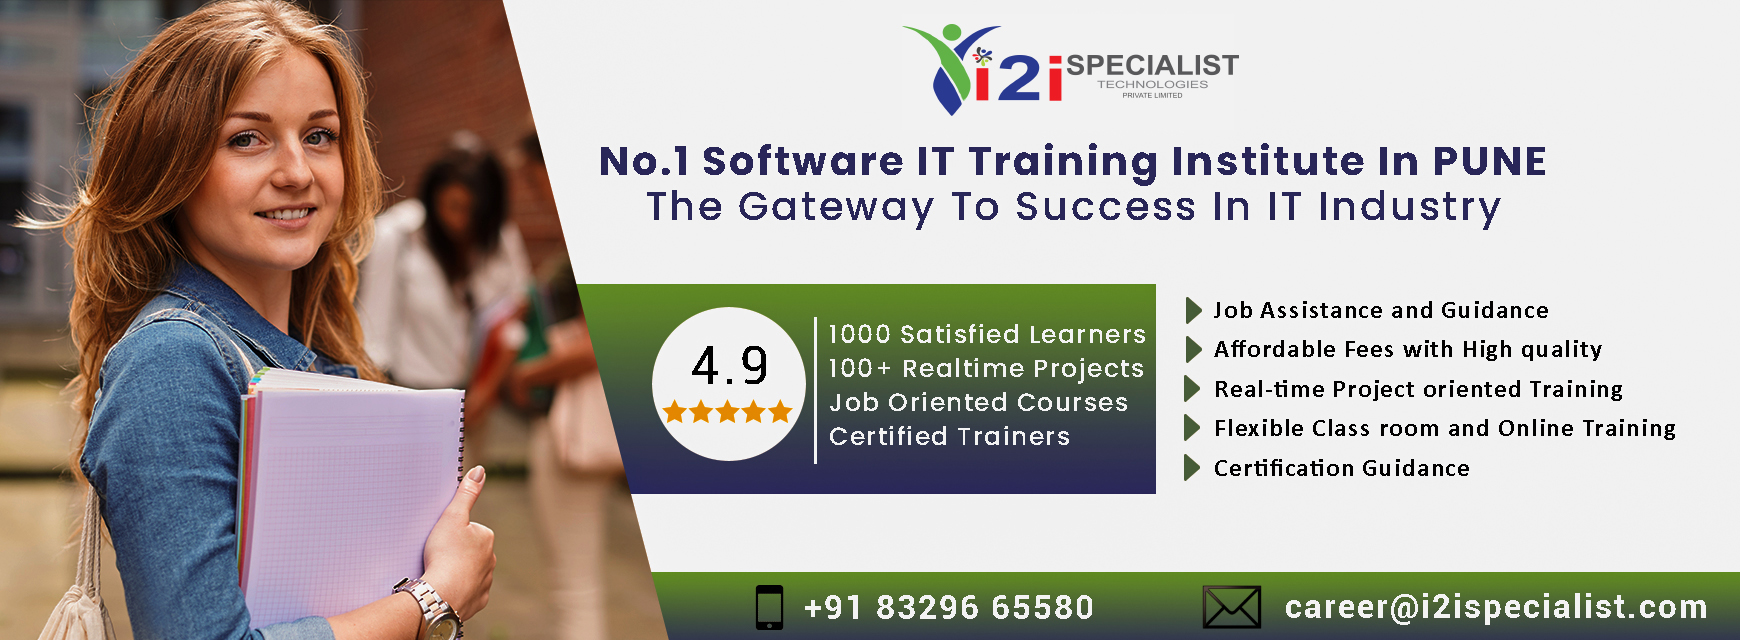 i2i SPECIALIST
TECHNOLOGIES
PRIVATE LIMITED
No.1 Software IT Training Institute In PUNE
The Gateway To Success In IT Industry
4.9
1000 Satisfied Learners
100+ Realtime Projects
Job Oriented Courses
Certified Trainers
Job Assistance and Guidance
Affordable Fees with High quality
Real-time Project oriented Training
Flexible Class room and Online Training
Certification Guidance
+91 83296 65580
career@i2ispecialist.com